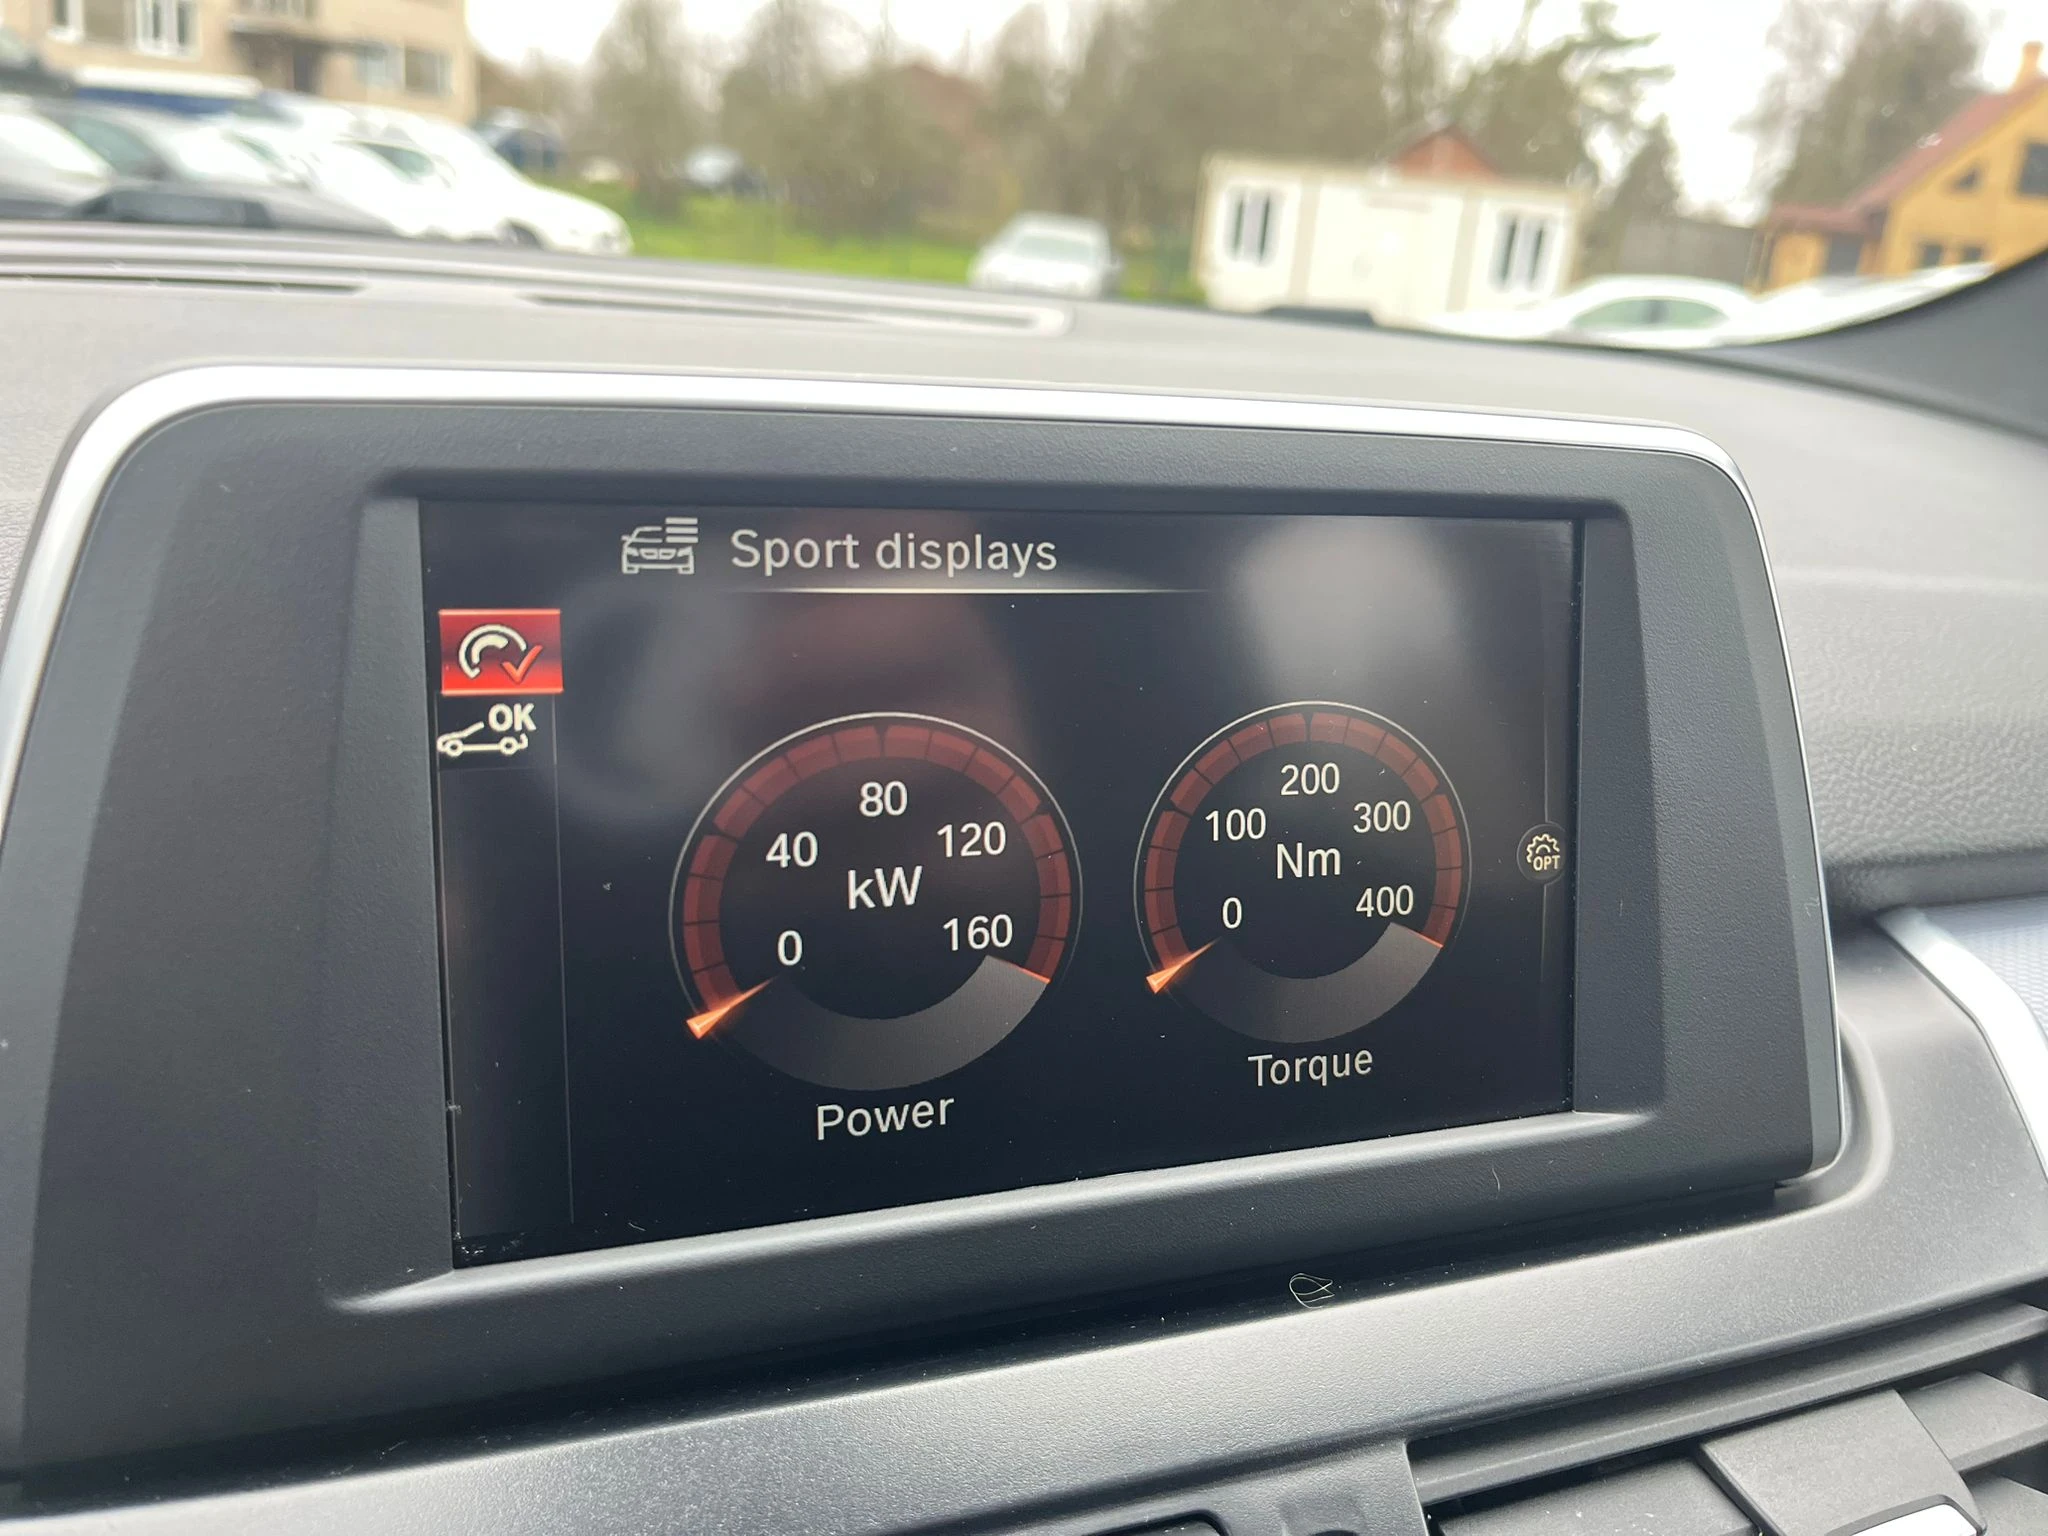 Sport displays
OK
80
40
120
kW
0
160
Power
200
100
300
Nm
0
400
Torque
OPT